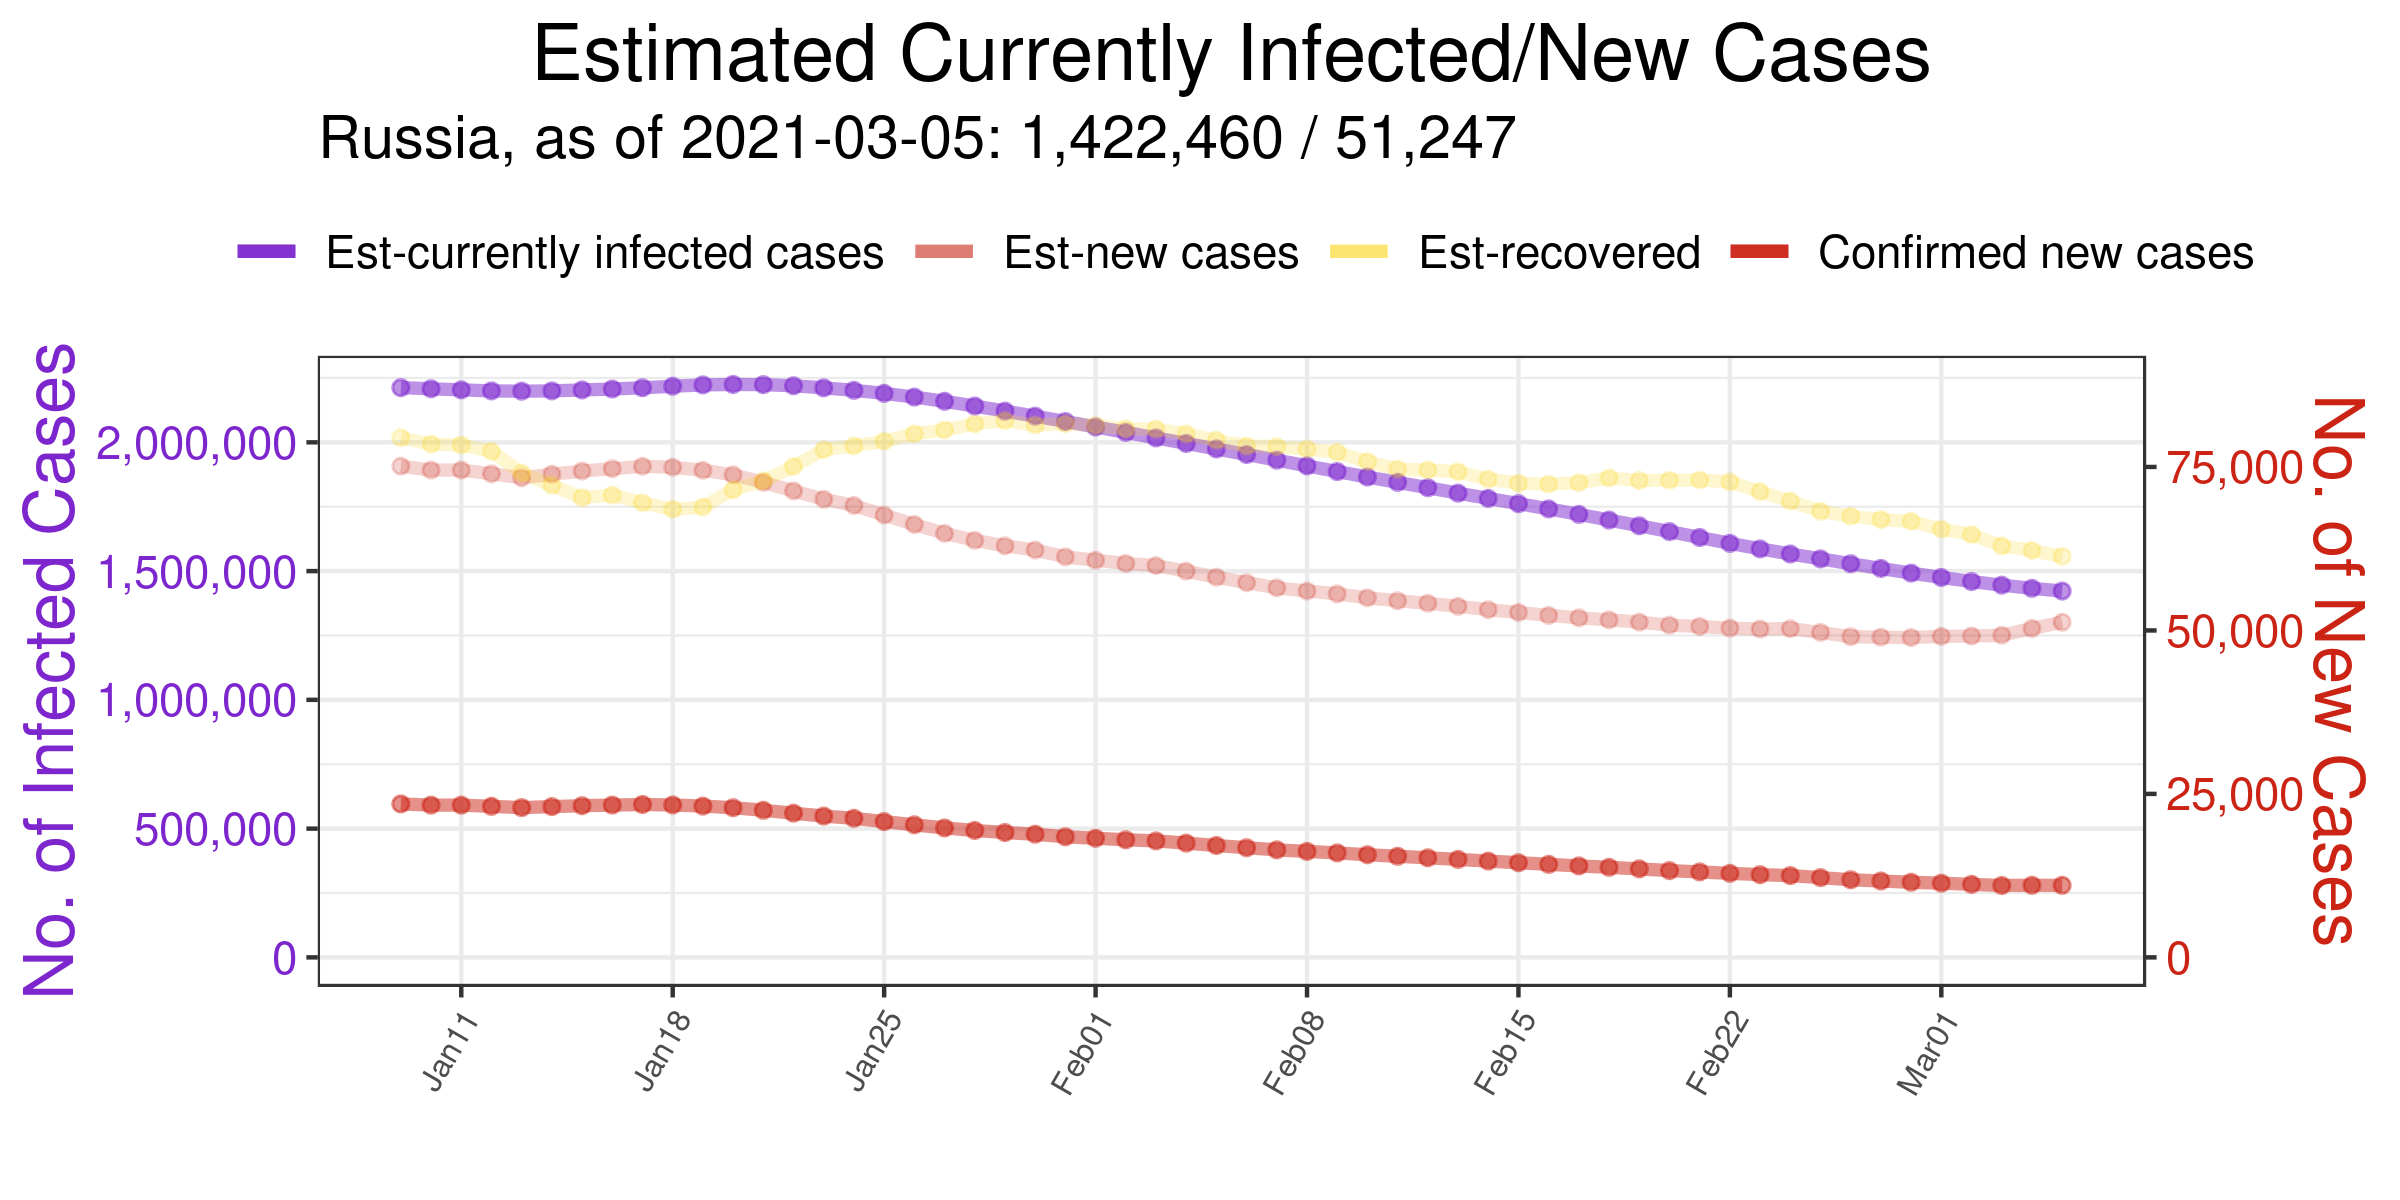 Estimated Currently Infected/New Cases
Russia, as of 2021-03-05: 1,422,460 / 51,247
Est-currently infected cases Est-new cases Est-recovered Confirmed new cases
No. of Infected Cases
2,000,000
1,500,000
1,000,000
500,000
0
75,000
50,000
25,000
0
No. of New Cases
Jan11 Jan18 Jan25 Feb01 Feb08 Feb15 Feb22 Mar01